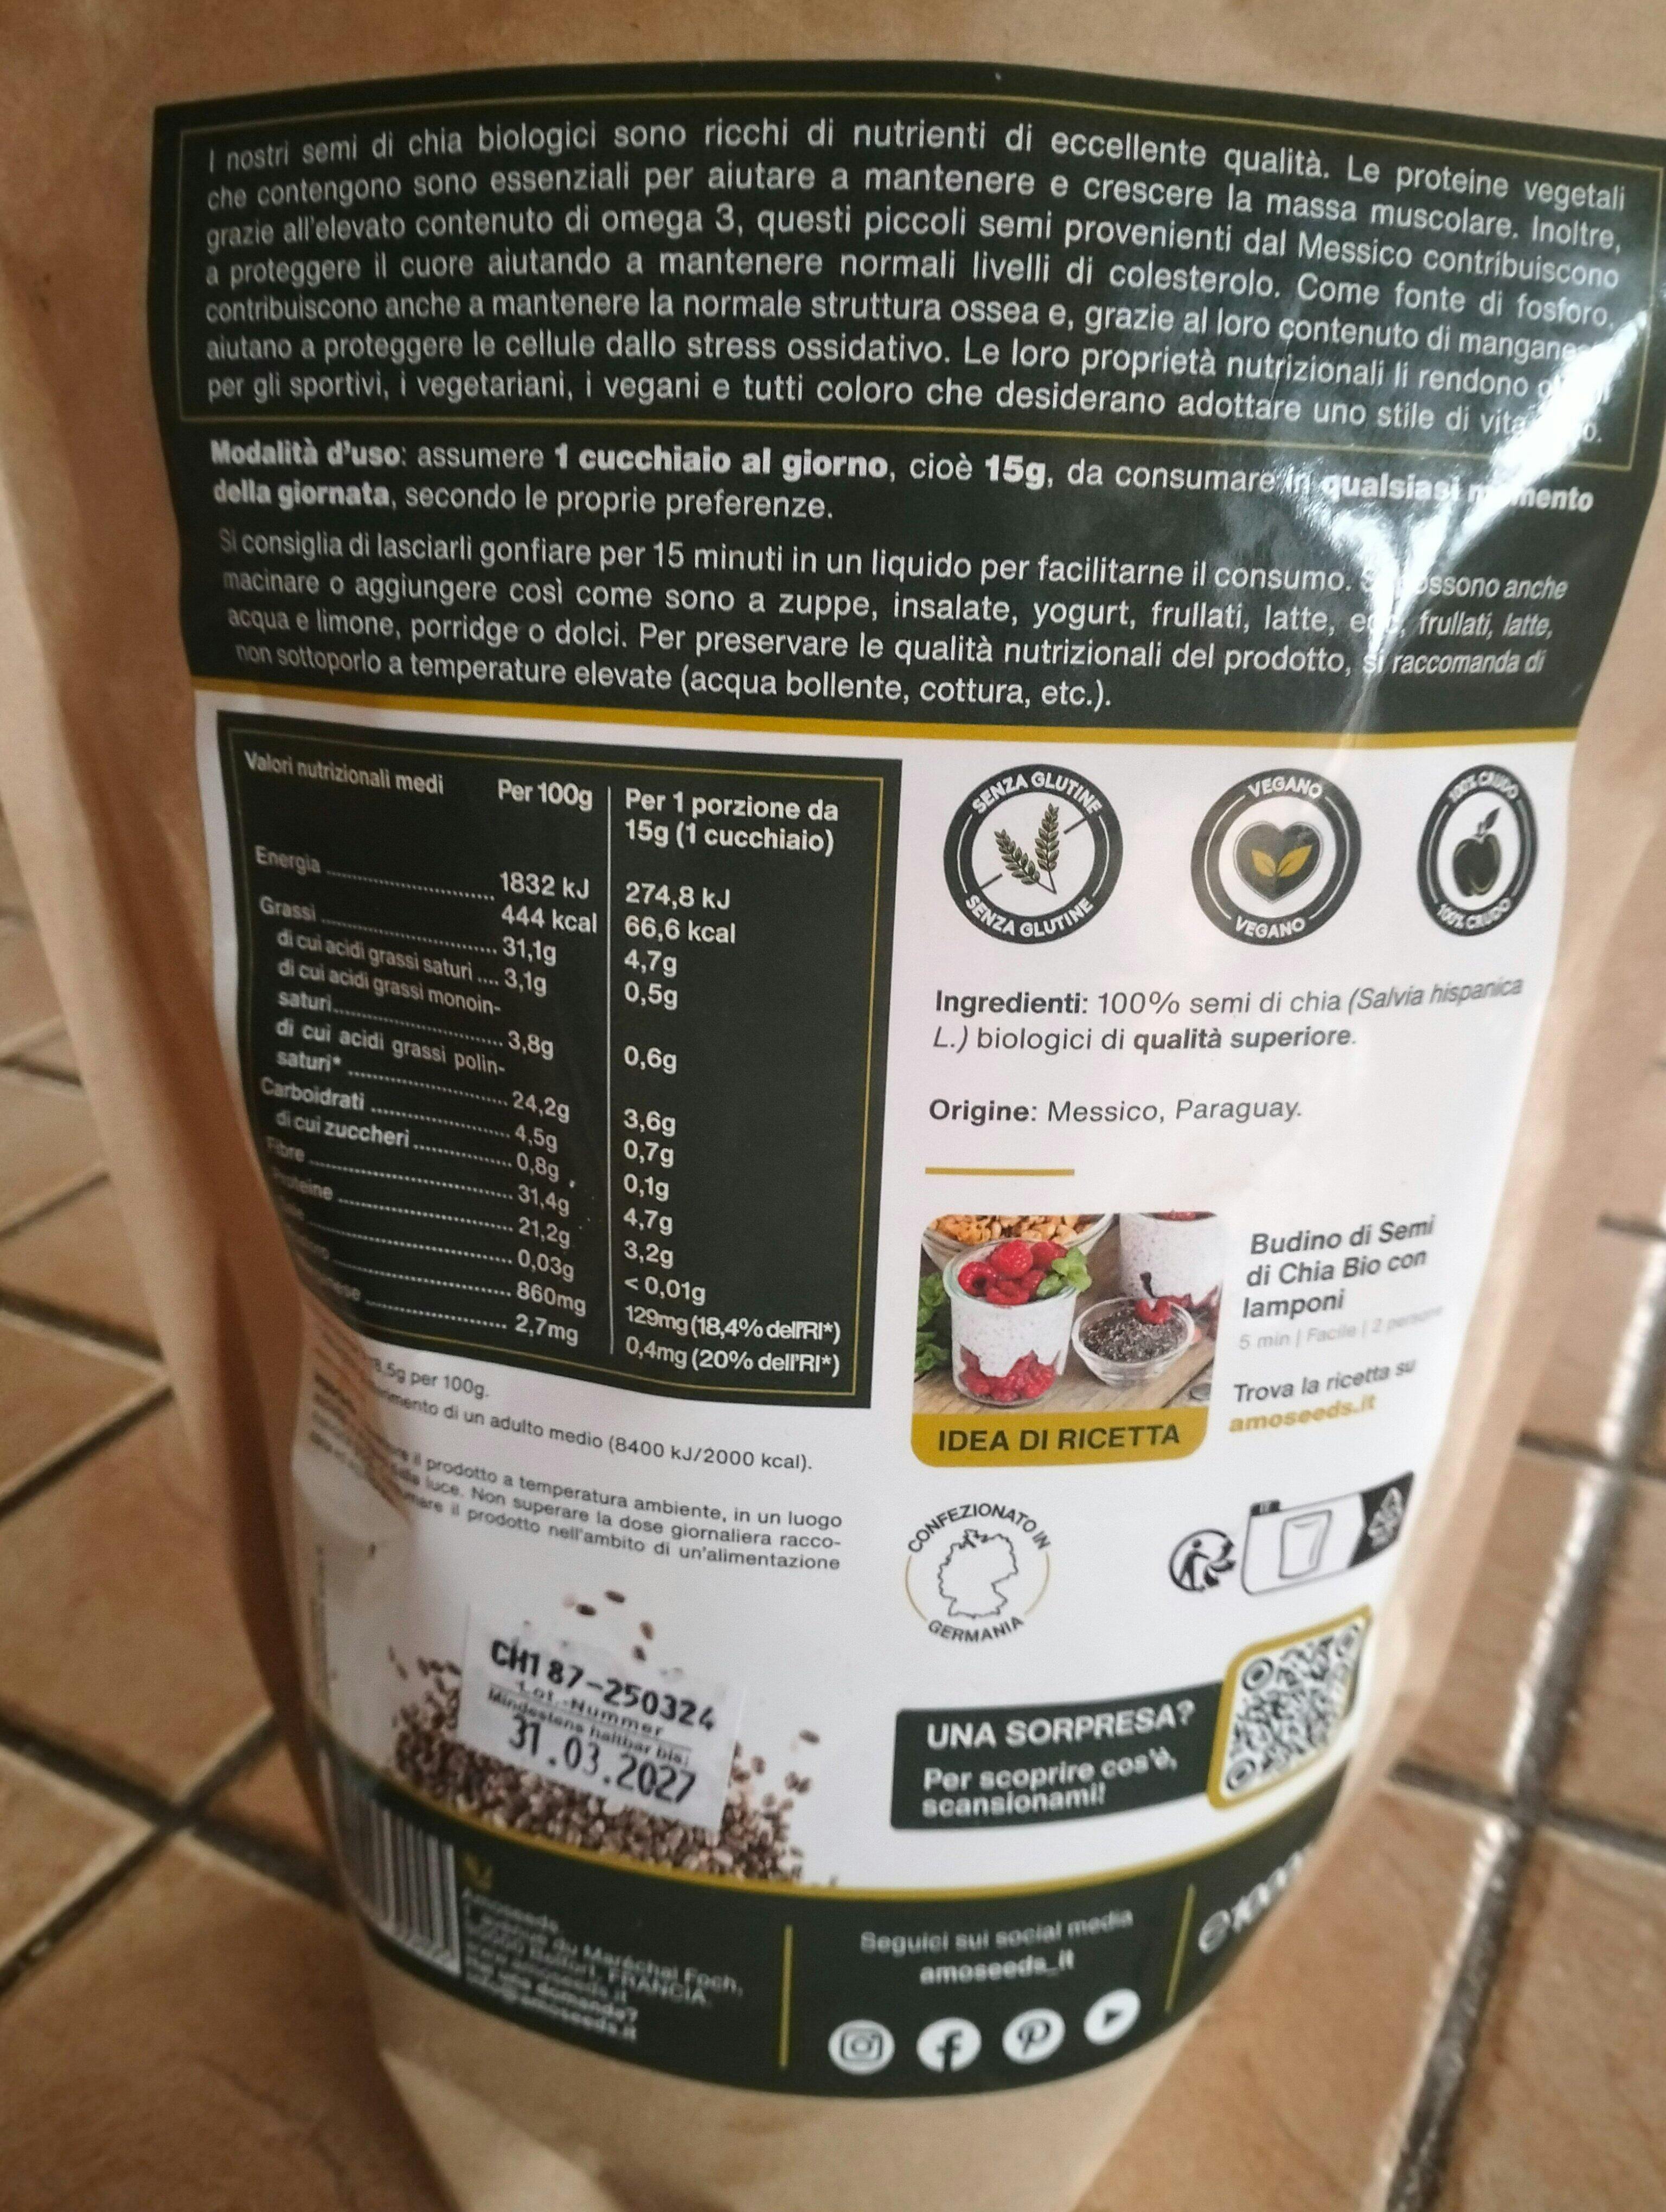 I nostri semi di chia biologici sono ricchi di nutrienti di eccellente qualità. Le proteine vegetali
che contengono sono essenziali per aiutare a mantenere e crescere la massa muscolare. Inoltre,
grazie all'elevato contenuto di omega 3, questi piccoli semi provenienti dal Messico contribuiscono
a proteggere il cuore aiutando a mantenere normali livelli di colesterolo. Come fonte di fosforo,
contribuiscono anche a mantenere la normale struttura ossea e, grazie al loro contenuto di
aiutano a proteggere le cellule dallo stress ossidativo. Le loro proprietà nutrizionali li rendono
per gli sportivi, i vegetariani, i vegani e tutti coloro che desiderano adottare uno stile di vita
Modalità d'uso: assumere 1 cucchiaio al giorno, cioè 15g, da consumare in qualsiasi momento
della giornata, secondo le proprie preferenze.
Si consiglia di lasciarli gonfiare per 15 minuti in un liquido per facilitarne il consumo. anche
macinare o aggiungere così come sono a zuppe, insalate, yogurt, frullati, latte, ecc, frullati, latte,
acqua e limone, porridge o dolci. Per preservare le qualità nutrizionali del prodotto, si raccomanda di
non sottoporlo a temperature elevate (acqua bollente, cottura, etc.).
Valori nutrizionali medi Per 100g Per 1 porzione da
15g (1 cucchiaio)
Energia 1832 kJ 274,8 kJ
444 kcal 66,6 kcal
Grassi 31,1g 4,7g
di cui acidi grassi saturi .... 3,1g 0,5g
di cui acidi grassi monoin-
saturi 3,8g 0,6g
di cui acidi grassi polin-
saturi* 24,2g 3,6g
Carboidrati 4,5g 0,7g
di cui zuccheri 0,8g 0,1g
Fibre 31,4g 4,7g
Proteine 21,2g 3,2g
0,03g < 0,01g
860mg 129mg (18,4% dell'RI*)
2,7mg 0,4mg (20% dell'RI*)
per 100g.
di un adulto medio (8400 kJ/2000 kcal).
il prodotto a temperatura ambiente, in un luogo
luce. Non superare la dose giornaliera racco-
il prodotto nell'ambito di un'alimentazione
CH187-250324
Lot.-Nummer
Mindestens haltbar bis:
31.03.2027
SENZA GLUTINE
SENZA GLUTINE
VEGANO
VEGANO
100% CRUDO
100% CRUDO
Ingredienti: 100% semi di chia (Salvia hispanica
L.) biologici di qualità superiore.
Origine: Messico, Paraguay.
Budino di Semi
di Chia Bio con
lamponi
5 min | Facile | 2 persone
Trova la ricetta su
amoseeds.it
IDEA DI RICETTA
CONFEZIONATO IN
GERMANIA
UNA SORPRESA?
Per scoprire cos'è,
scansionami!
Amoseeds
du Maréchal Foch,
FRANCIA
Seguici sui social media
amoseeds_it